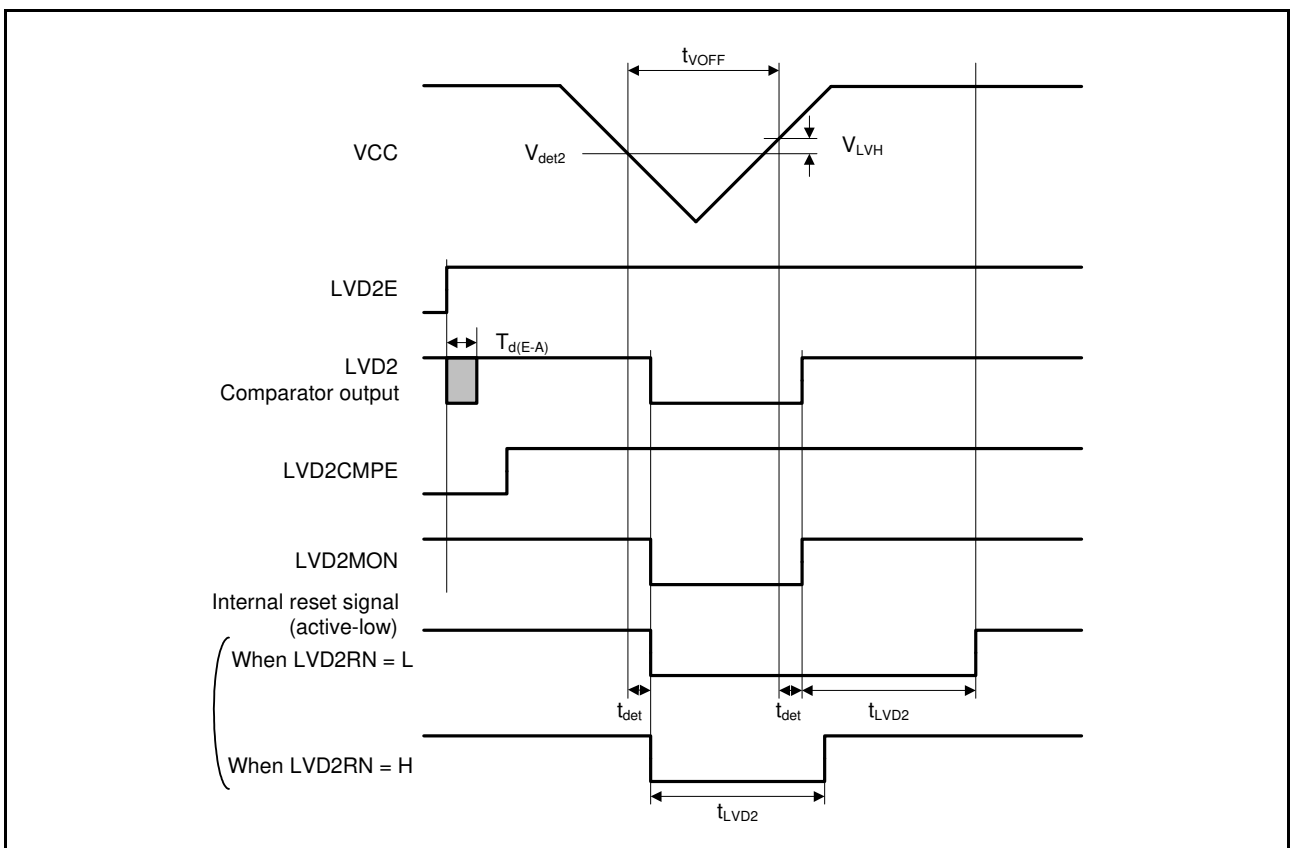 tVOFF
VCC
Vdet2
VLVH
LVD2E
Td(E-A)
LVD2
Comparator output
LVD2CMPE
LVD2MON
Internal reset signal
(active-low)
When LVD2RN = L
tdet
tdet
tLVD2
When LVD2RN = H
tLVD2